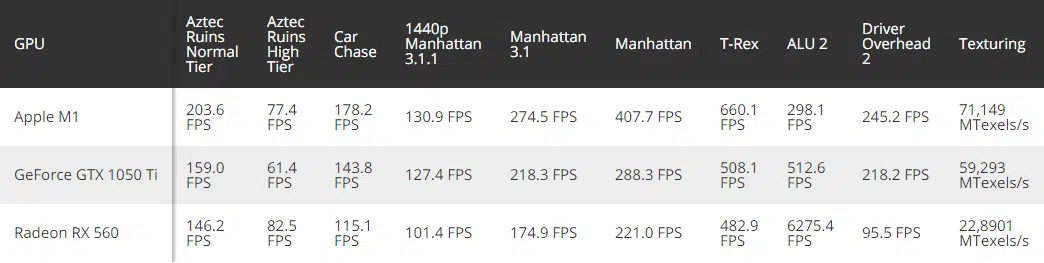 GPU Aztec Ruins Normal Tier Aztec Ruins High Tier Car Chase 1440p Manhattan 3.1.1 Manhattan 3.1 Manhattan T-Rex ALU 2 Driver Overhead 2 Texturing
Apple M1 203.6 FPS 77.4 FPS 178.2 FPS 130.9 FPS 274.5 FPS 407.7 FPS 660.1 FPS 298.1 FPS 245.2 FPS 71,149 MTexels/s
GeForce GTX 1050 Ti 159.0 FPS 61.4 FPS 143.8 FPS 127.4 FPS 218.3 FPS 288.3 FPS 508.1 FPS 512.6 FPS 218.2 FPS 59,293 MTexels/s
Radeon RX 560 146.2 FPS 82.5 FPS 115.1 FPS 101.4 FPS 174.9 FPS 221.0 FPS 482.9 FPS 6275.4 FPS 95.5 FPS 22,8901 MTexels/s